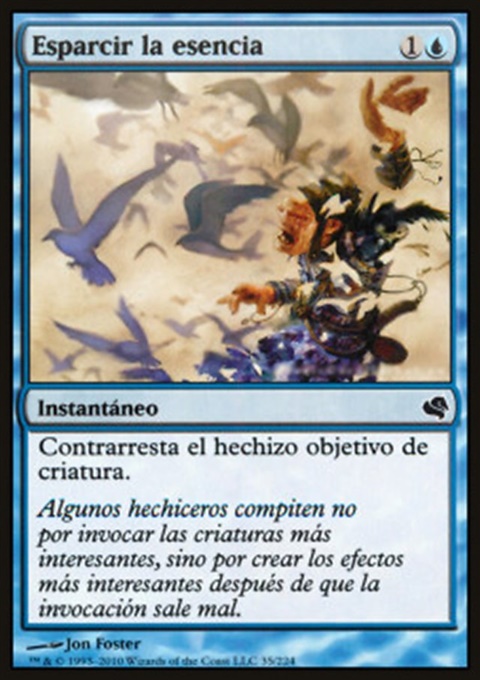 Esparcir la esencia 1
Instantáneo
Contrarresta el hechizo objetivo de
criatura.
Algunos hechiceros compiten no
por invocar las criaturas más
interesantes, sino por crear los efectos
más interesantes después de que la
invocación sale mal.
Jon Foster
™ & © 1993–2010 Wizards of the Coast LLC 35/224